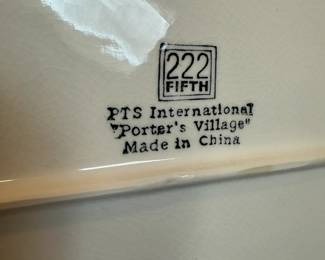 222
FIFTH
PTS International
"Porter's Village"
Made in China